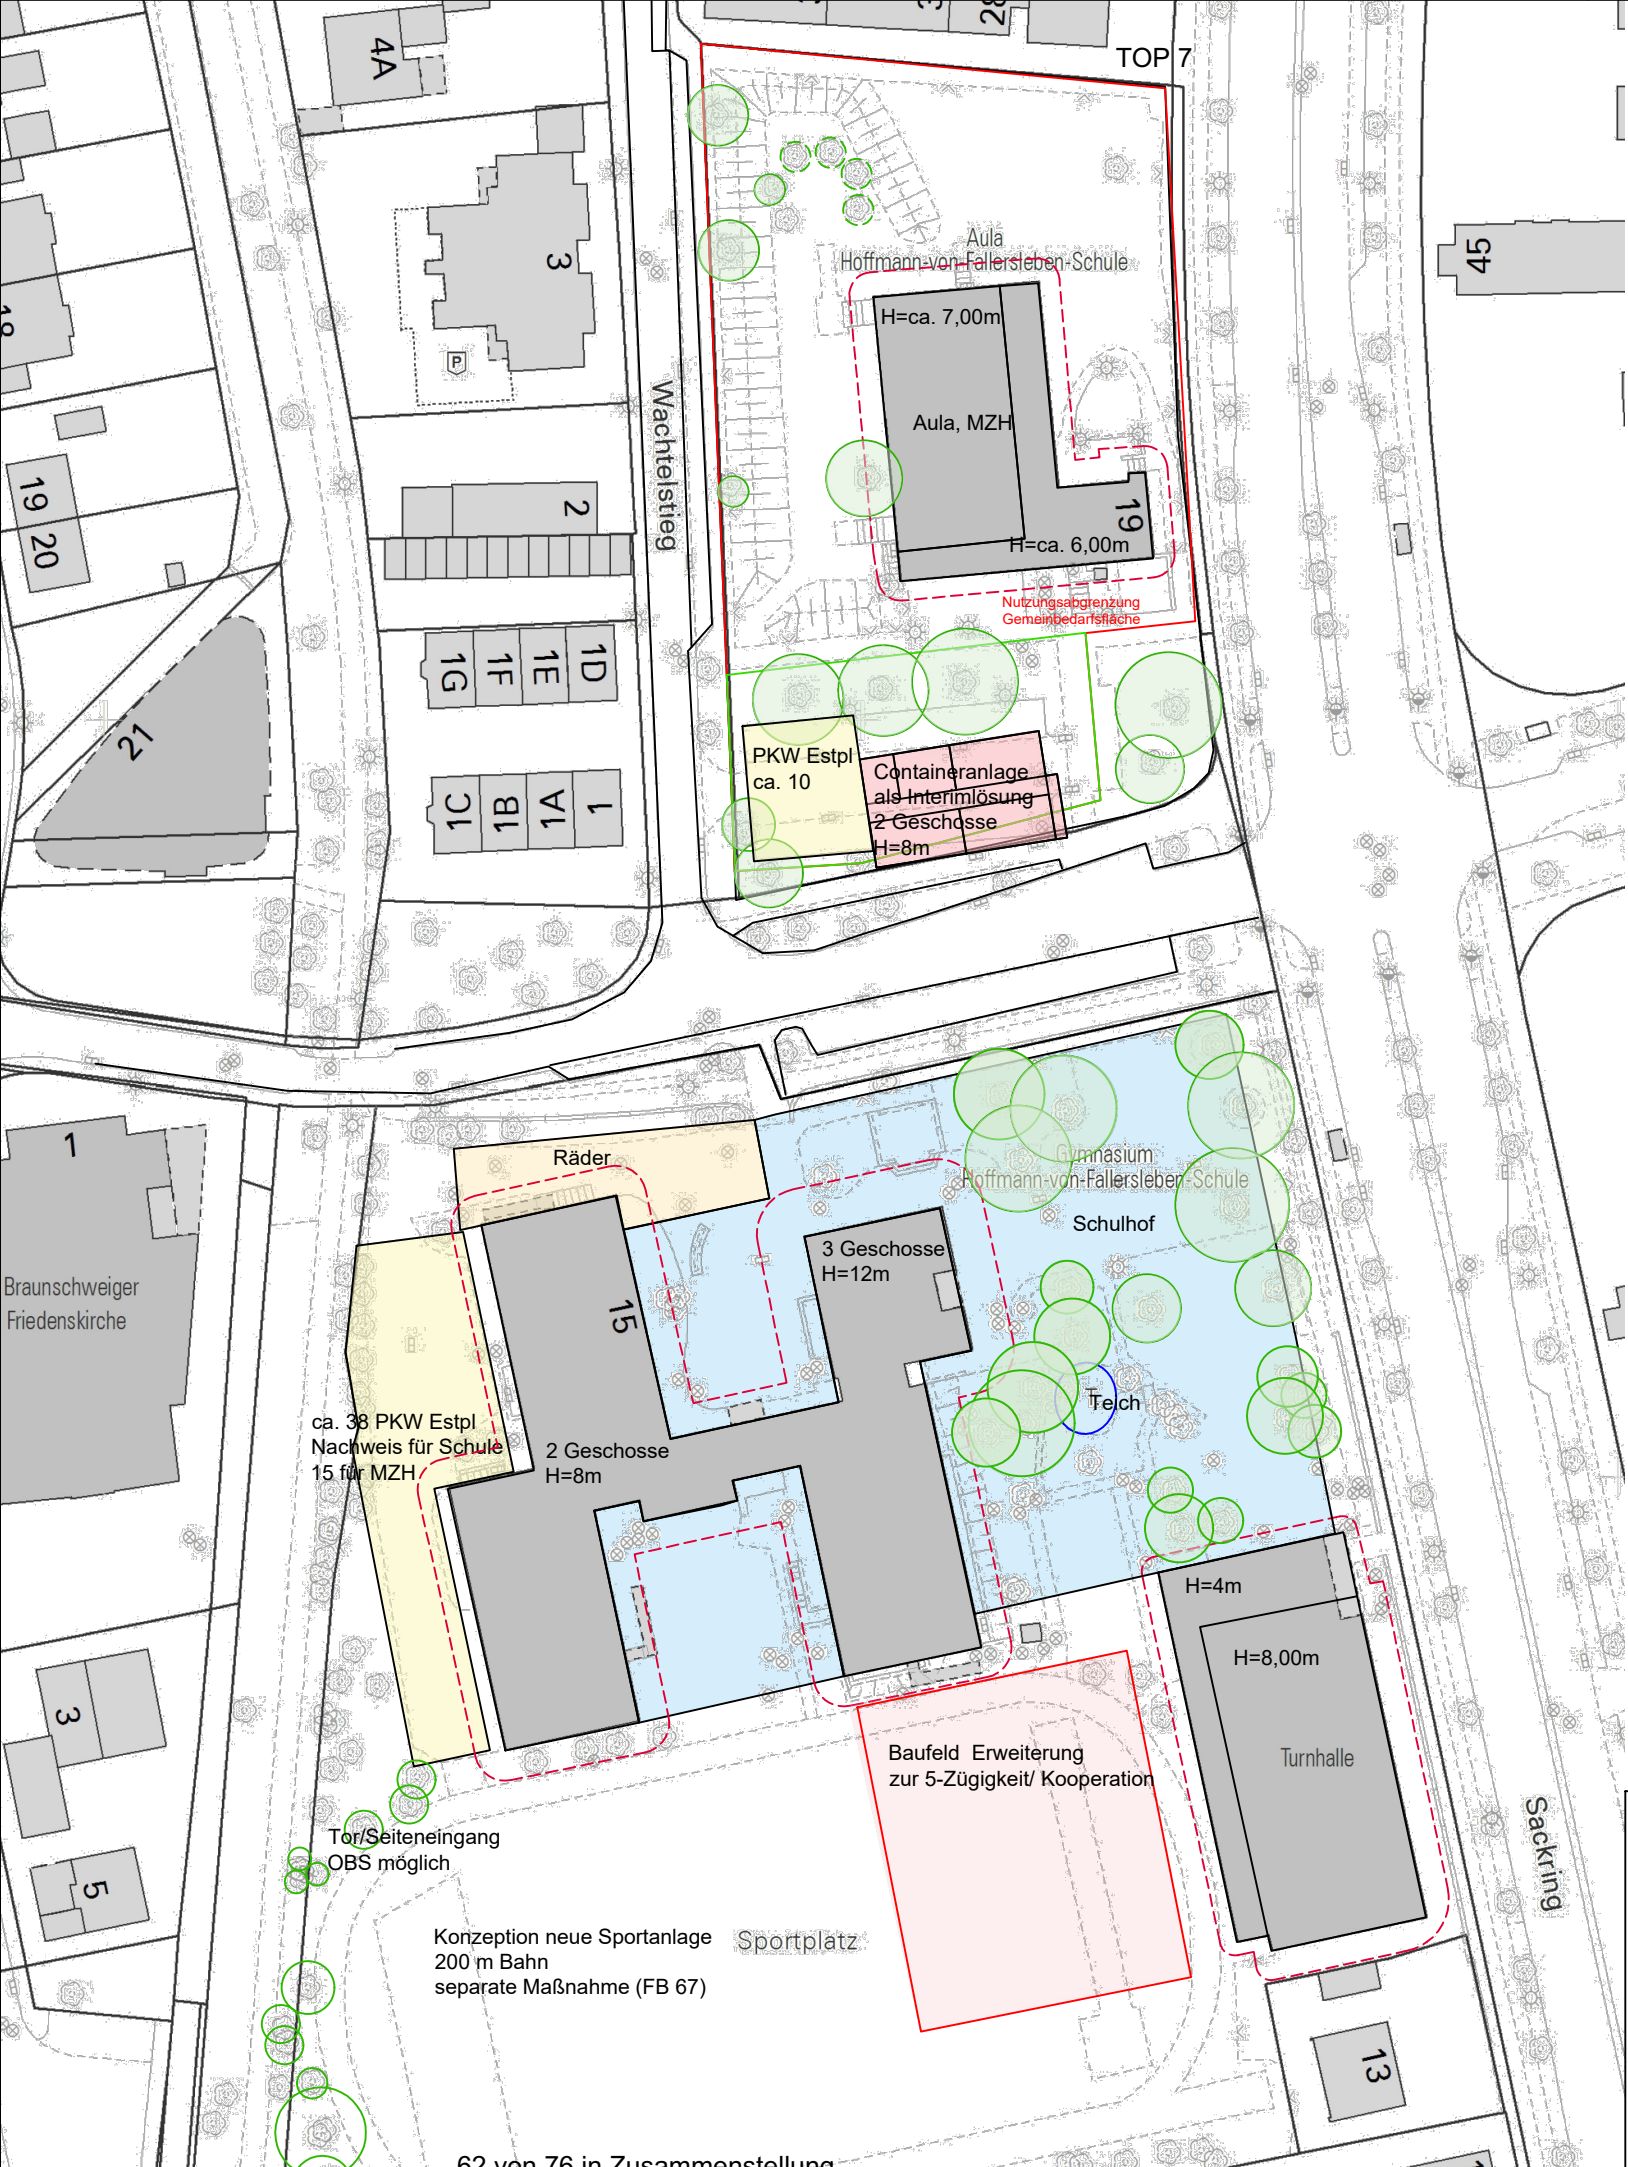 TOP 7
28
4A
3
45
18
Aula
Hoffmann-von-Fallersleben-Schule
H=ca. 7,00m
P
Wachtelstieg
Aula, MZH
19
20
2
19
H=ca. 6,00m
Nutzungsabgrenzung
Gemeinbedarfsfläche
1G
1F
1E
1D
21
PKW Estpl
ca. 10
Containeranlage
als Interimlösung
2 Geschosse
H=8m
1C
1B
1A
1
1
Räder
Gymnasium
Hoffmann-von-Fallersleben-Schule
Schulhof
3 Geschosse
H=12m
Braunschweiger
Friedenskirche
15
Teich
ca. 38 PKW Estpl
Nachweis für Schule
15 für MZH
2 Geschosse
H=8m
H=4m
H=8,00m
3
Baufeld Erweiterung
zur 5-Zügigkeit/ Kooperation
Turnhalle
Tor/Seiteneingang
OBS möglich
5
Sackring
Konzeption neue Sportanlage
200 m Bahn
separate Maßnahme (FB 67)
Sportplatz
13
62 von 76 in Zusammenstellung